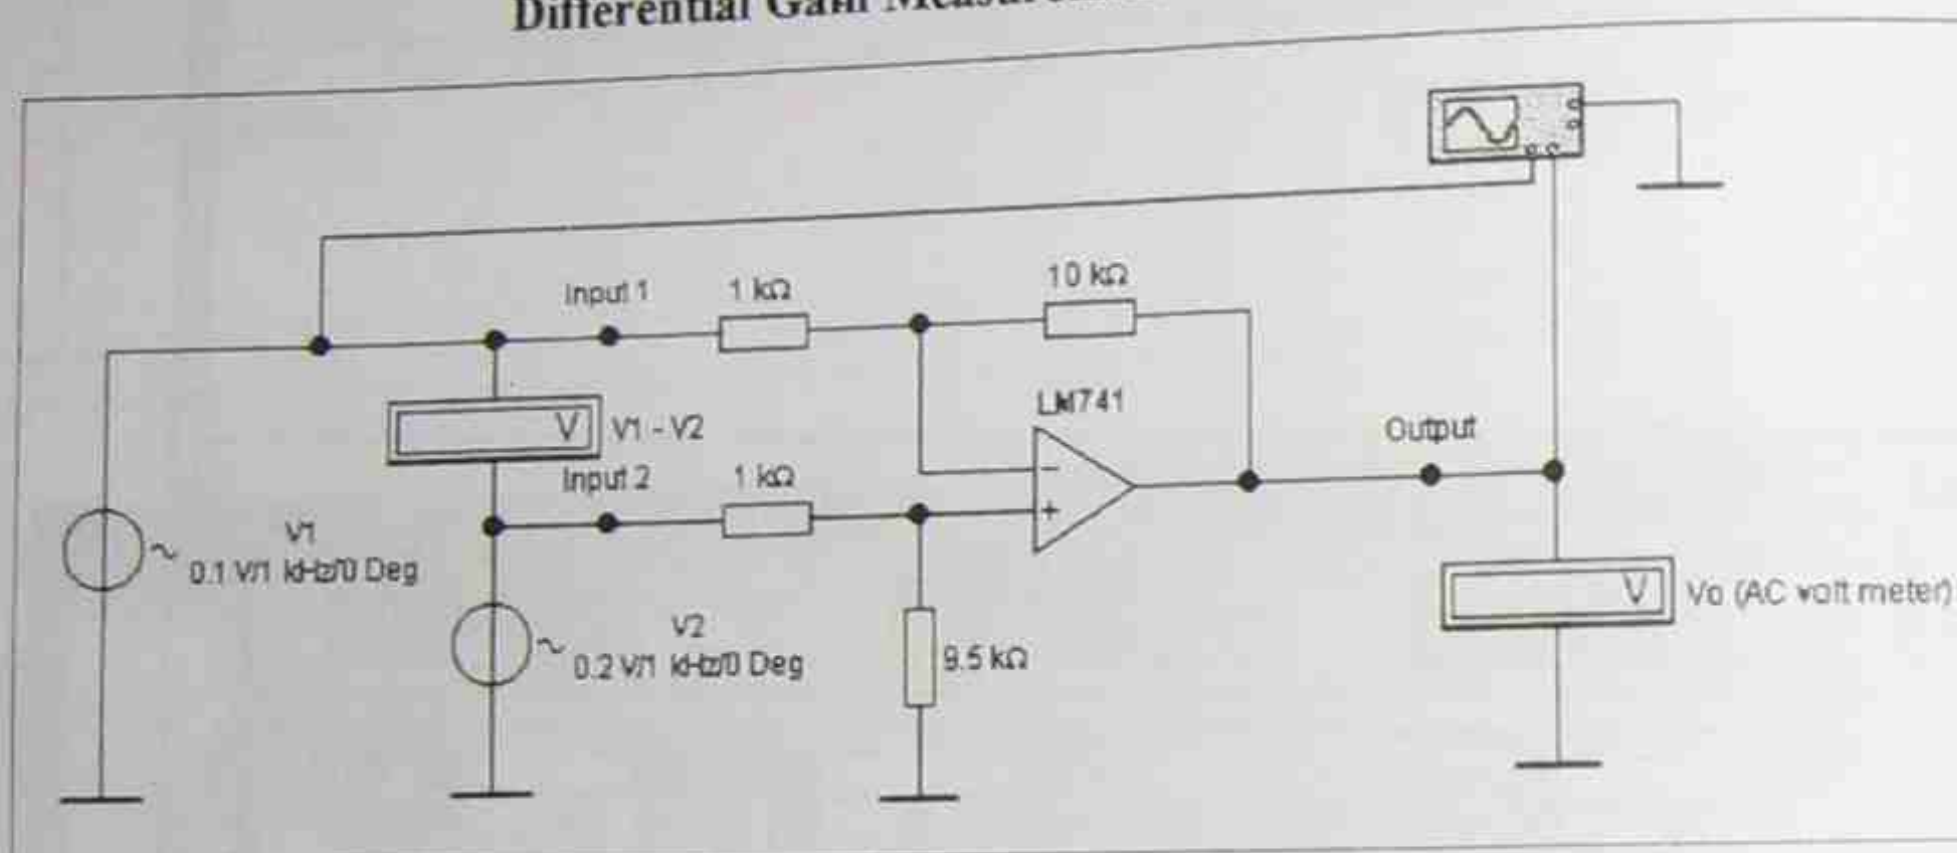 Differential Gain
Input 1
1 kΩ
10 kΩ
LM741
V
V1 - V2
Output
Input 2
1 kΩ
−
+
V1
0.1 V/1 kHz/0 Deg
V
Vo (AC volt meter)
V2
0.2 V/1 kHz/0 Deg
9.5 kΩ